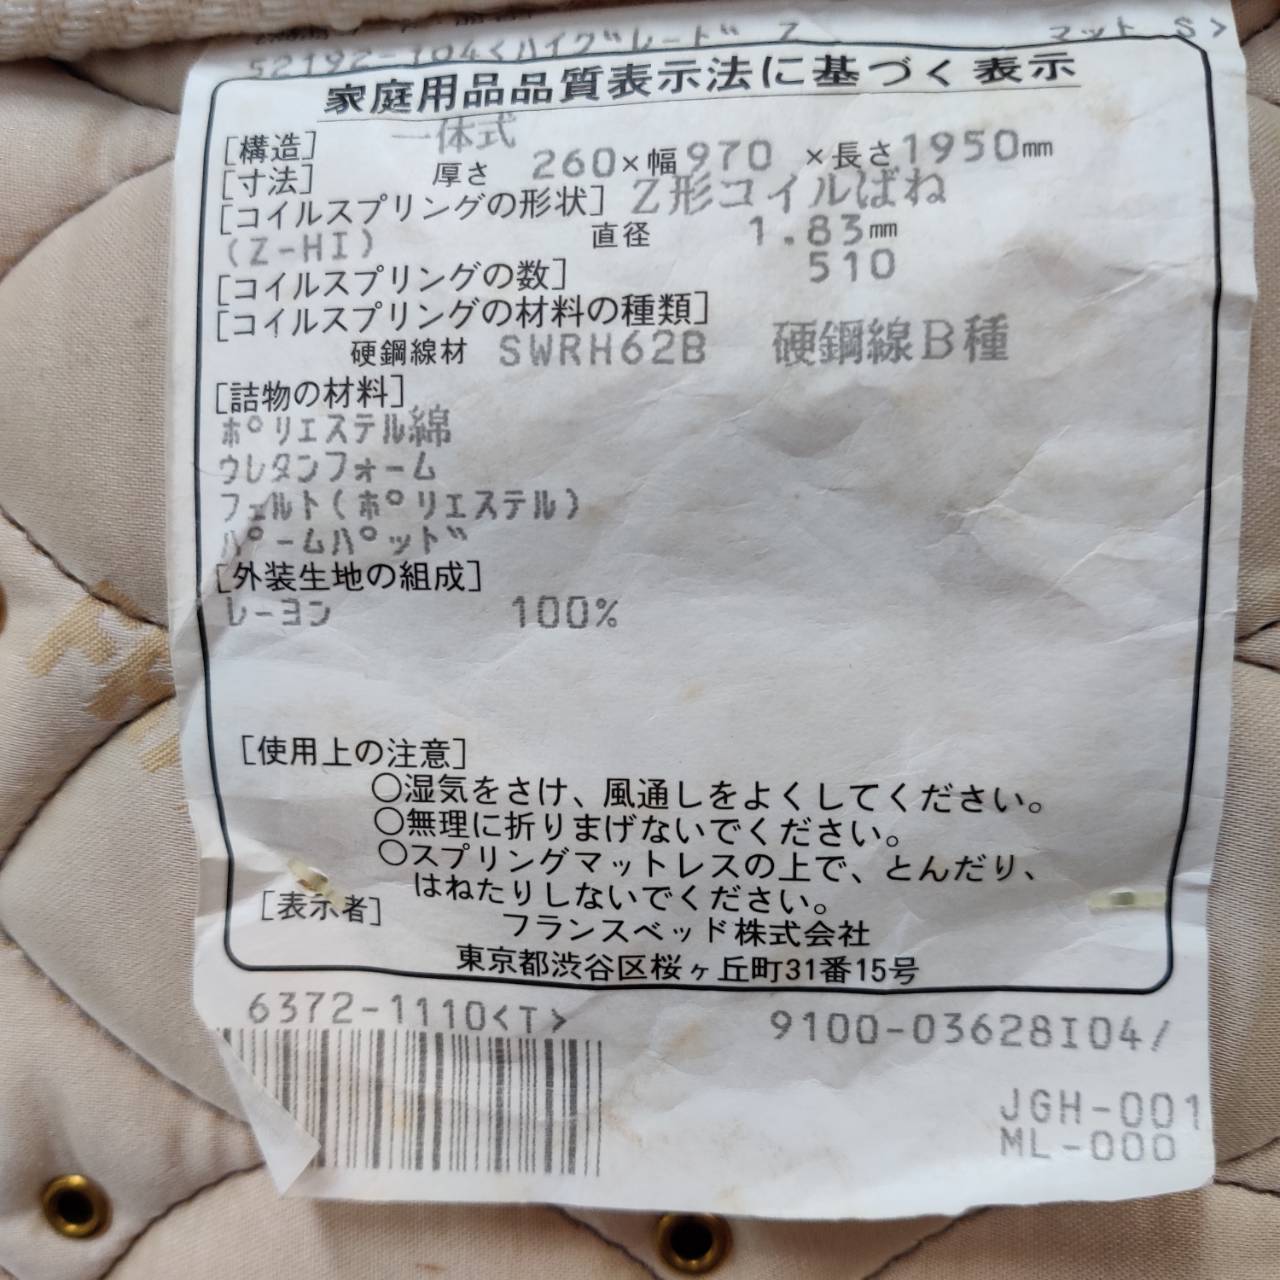 52192-104<ハイグレード Z マット S>
家庭用品品質表示法に基づく表示
[構造] 一体式
[寸法] 厚さ 260×幅970 ×長さ1950mm
[コイルスプリングの形状] Z形コイルばね
(Z-HI) 直径 1.83mm
[コイルスプリングの数] 510
[コイルスプリングの材料の種類]
硬鋼線材 SWRH62B 硬鋼線B種
[詰物の材料]
ポリエステル綿
ウレタンフォーム
フェルト(ポリエステル)
パームパッド
[外装生地の組成]
レーヨン 100%
[使用上の注意]
○湿気をさけ、風通しをよくしてください。
○無理に折りまげないでください。
○スプリングマットレスの上で、とんだり、
はねたりしないでください。
[表示者] フランスベッド株式会社
東京都渋谷区桜ヶ丘町31番15号
6372-1110<T> 9100-03628I04/
JGH-001
ML-000